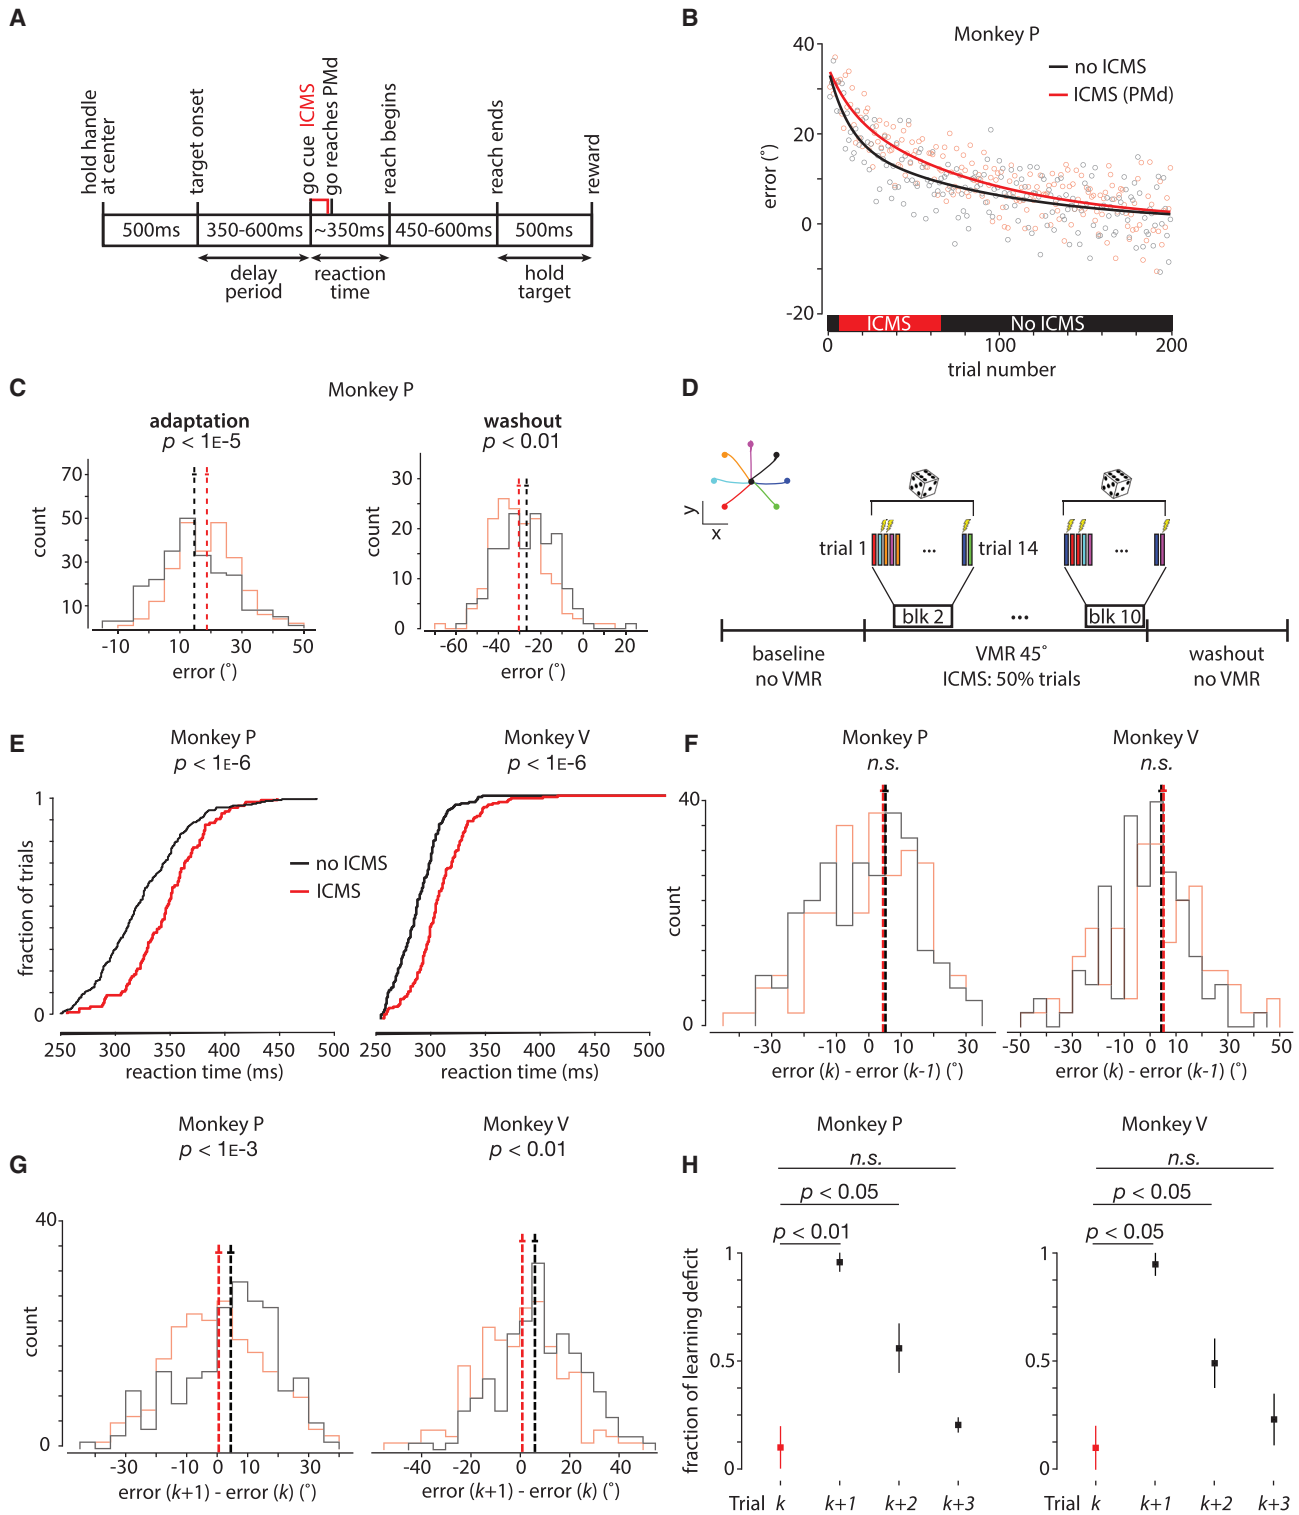 A
hold handle
at center
target onset
go cue ICMS
go reaches PMd
reach begins
reach ends
reward
500ms
350-600ms
~350ms
450-600ms
500ms
delay
period
reaction
time
hold
target
B
Monkey P
no ICMS
ICMS (PMd)
40
20
0
-20
error (˚)
ICMS
No ICMS
0
100
200
trial number
C
Monkey P
adaptation
p < 1E-5
70
50
30
10
count
-10
10
30
50
error (˚)
washout
p < 0.01
30
20
10
0
count
-60
-40
-20
0
20
error (˚)
D
y
x
trial 1
...
trial 14
...
blk 2
...
blk 10
baseline
no VMR
VMR 45˚
ICMS: 50% trials
washout
no VMR
E
Monkey P
p < 1E-6
1
0
fraction of trials
no ICMS
ICMS
250
300
350
400
450
500
reaction time (ms)
Monkey V
p < 1E-6
250
300
350
400
450
500
reaction time (ms)
F
Monkey P
n.s.
40
0
count
-30
-10
0
10
30
error (k) - error (k-1) (˚)
Monkey V
n.s.
-50
-30
-10
0
10
30
50
error (k) - error (k-1) (˚)
G
Monkey P
p < 1E-3
40
0
count
-30
-10
0
10
30
error (k+1) - error (k) (˚)
Monkey V
p < 0.01
-40
-20
0
20
40
error (k+1) - error (k) (˚)
H
Monkey P
n.s.
p < 0.05
p < 0.01
1
0.5
0
fraction of learning deficit
Trial k
k+1
k+2
k+3
Monkey V
n.s.
p < 0.05
p < 0.05
1
0.5
0
Trial k
k+1
k+2
k+3